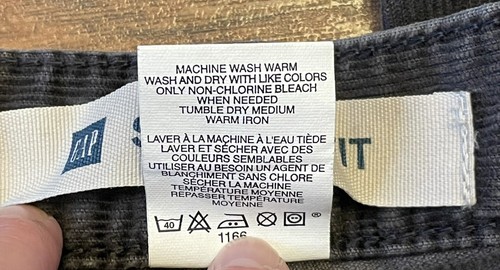 MACHINE WASH WARM
WASH AND DRY WITH LIKE COLORS
ONLY NON-CHLORINE BLEACH
WHEN NEEDED
TUMBLE DRY MEDIUM
WARM IRON
LAVER À LA MACHINE À L'EAU TIÈDE
LAVER ET SÉCHER AVEC DES
COULEURS SEMBLABLES
UTILISER AU BESOIN UN AGENT DE
BLANCHIMENT SANS CHLORE
SÉCHER LA MACHINE
TEMPÉRATURE MOYENNE
REPASSER TEMPÉRATURE
MOYENNE
40
®
1166
GAP